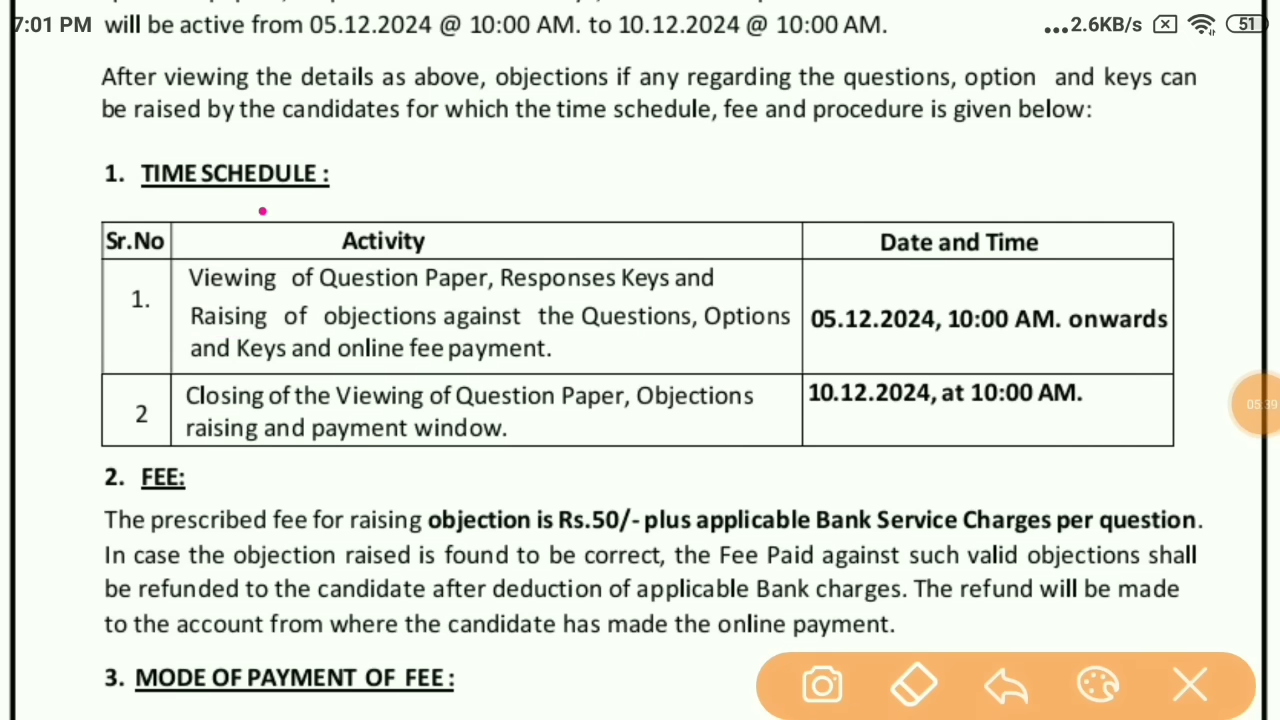 7:01 PM will be active from 05.12.2024 @ 10:00 AM. to 10.12.2024 @ 10:00 AM. ...2.6KB/s 51
After viewing the details as above, objections if any regarding the questions, option and keys can
be raised by the candidates for which the time schedule, fee and procedure is given below:
1. TIME SCHEDULE :
Sr.No Activity Date and Time
1. Viewing of Question Paper, Responses Keys and
Raising of objections against the Questions, Options
and Keys and online fee payment.
05.12.2024, 10:00 AM. onwards
2 Closing of the Viewing of Question Paper, Objections
raising and payment window.
10.12.2024, at 10:00 AM.
05:39
2. FEE:
The prescribed fee for raising objection is Rs.50/- plus applicable Bank Service Charges per question.
In case the objection raised is found to be correct, the Fee Paid against such valid objections shall
be refunded to the candidate after deduction of applicable Bank charges. The refund will be made
to the account from where the candidate has made the online payment.
3. MODE OF PAYMENT OF FEE :